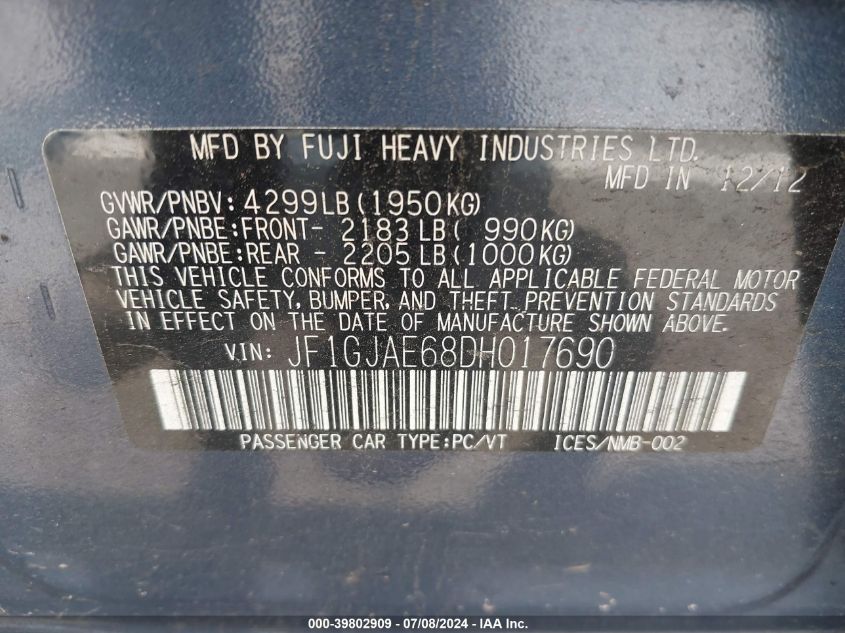 MFD BY FUJI HEAVY INDUSTRIES LTD.
MFD IN 12/12
GVWR/PNBV: 4299LB (1950KG)
GAWR/PNBE:FRONT- 2183LB ( 990KG)
GAWR/PNBE:REAR - 2205LB (1000KG)
THIS VEHICLE CONFORMS TO ALL APPLICABLE FEDERAL MOTOR
VEHICLE SAFETY, BUMPER, AND THEFT PREVENTION STANDARDS
IN EFFECT ON THE DATE OF MANUFACTURE SHOWN ABOVE.
VIN: JF1GJAE68DH017690
PASSENGER CAR TYPE:PC/VT ICES/NMB-002
000-39802909 - 07/08/2024 - IAAI.com